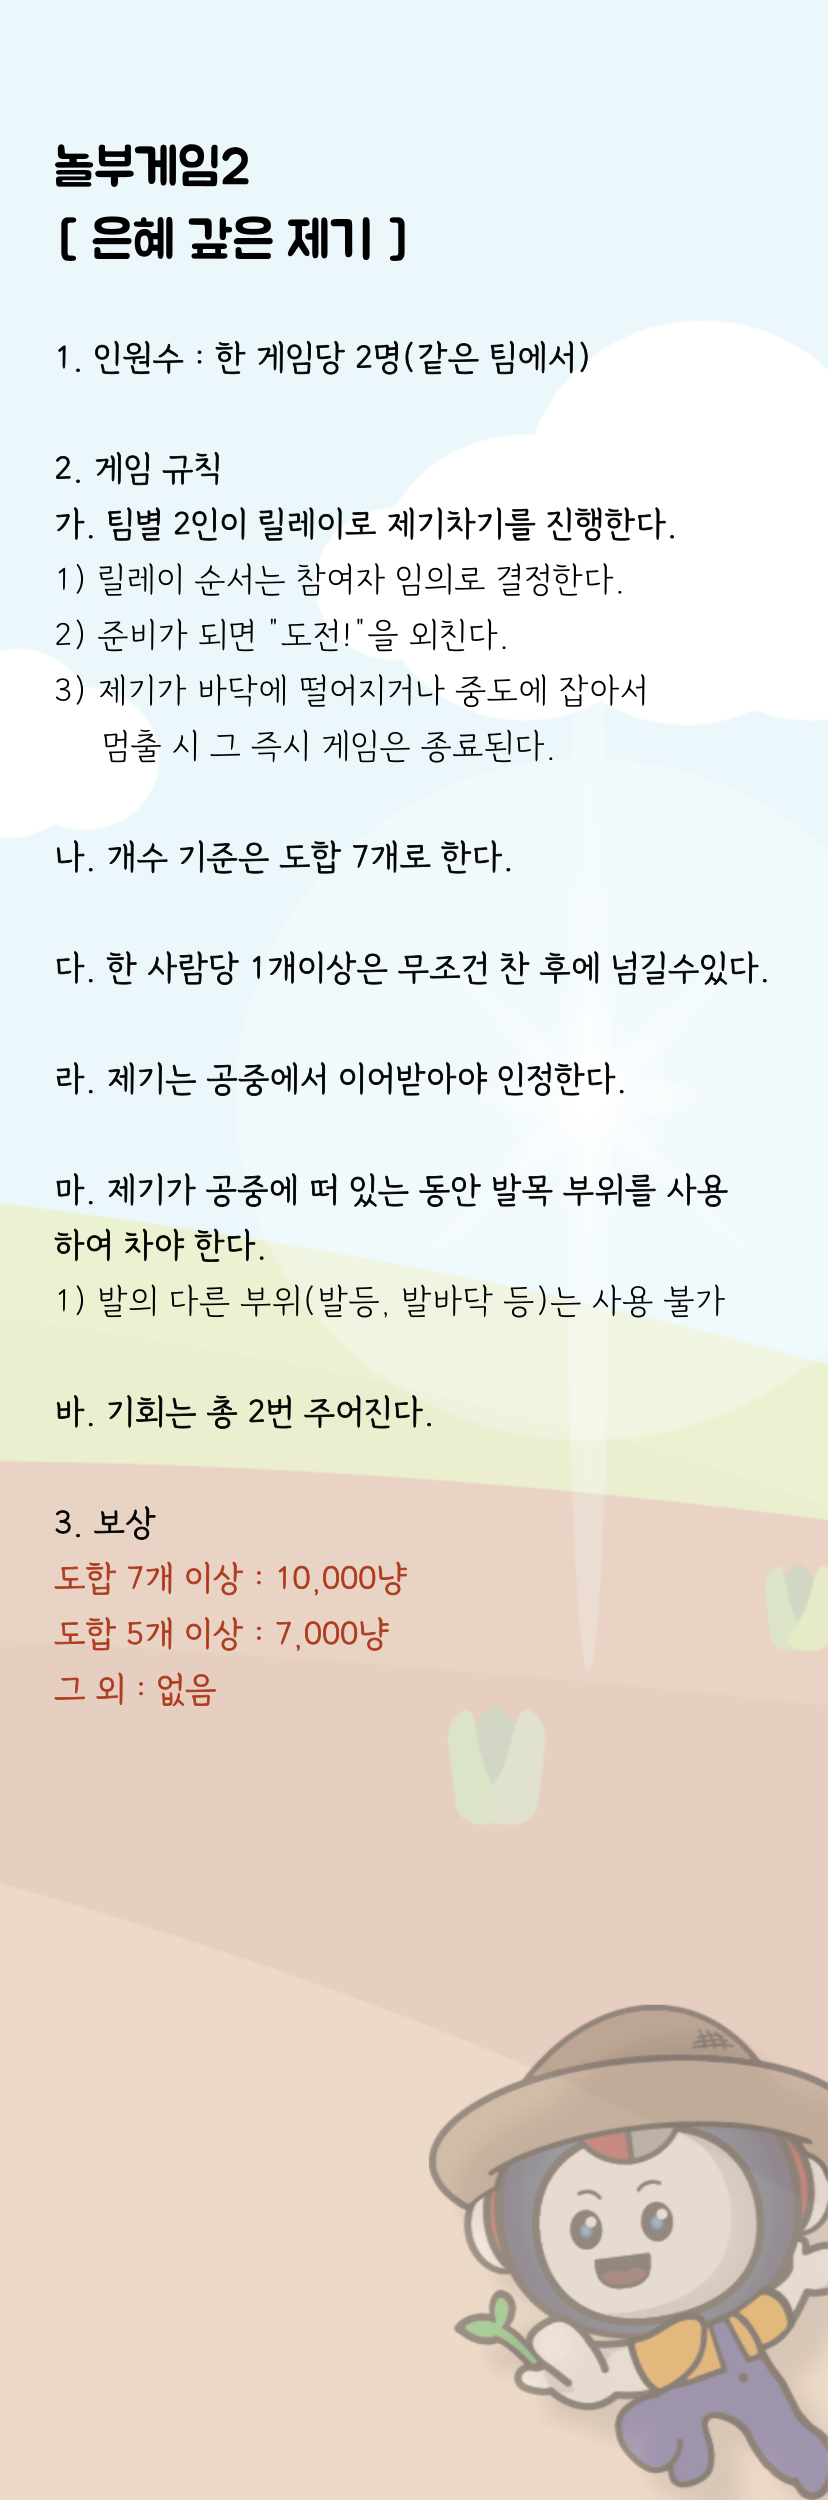 놀부게임2
[ 은혜 갚은 제기 ]
1. 인원수 : 한 게임당 2명(같은 팀에서)
2. 게임 규칙
가. 팀별 2인이 릴레이로 제기차기를 진행한다.
1) 릴레이 순서는 참여자 임의로 결정한다.
2) 준비가 되면 "도전!"을 외친다.
3) 제기가 바닥에 떨어지거나 중도에 잡아서
멈출 시 그 즉시 게임은 종료된다.
나. 개수 기준은 도합 7개로 한다.
다. 한 사람당 1개이상은 무조건 찬 후에 넘길수있다.
라. 제기는 공중에서 이어받아야 인정한다.
마. 제기가 공중에 떠 있는 동안 발목 부위를 사용
하여 차야 한다.
1) 발의 다른 부위(발등, 발바닥 등)는 사용 불가
바. 기회는 총 2번 주어진다.
3. 보상
도합 7개 이상 : 10,000냥
도합 5개 이상 : 7,000냥
그 외 : 없음